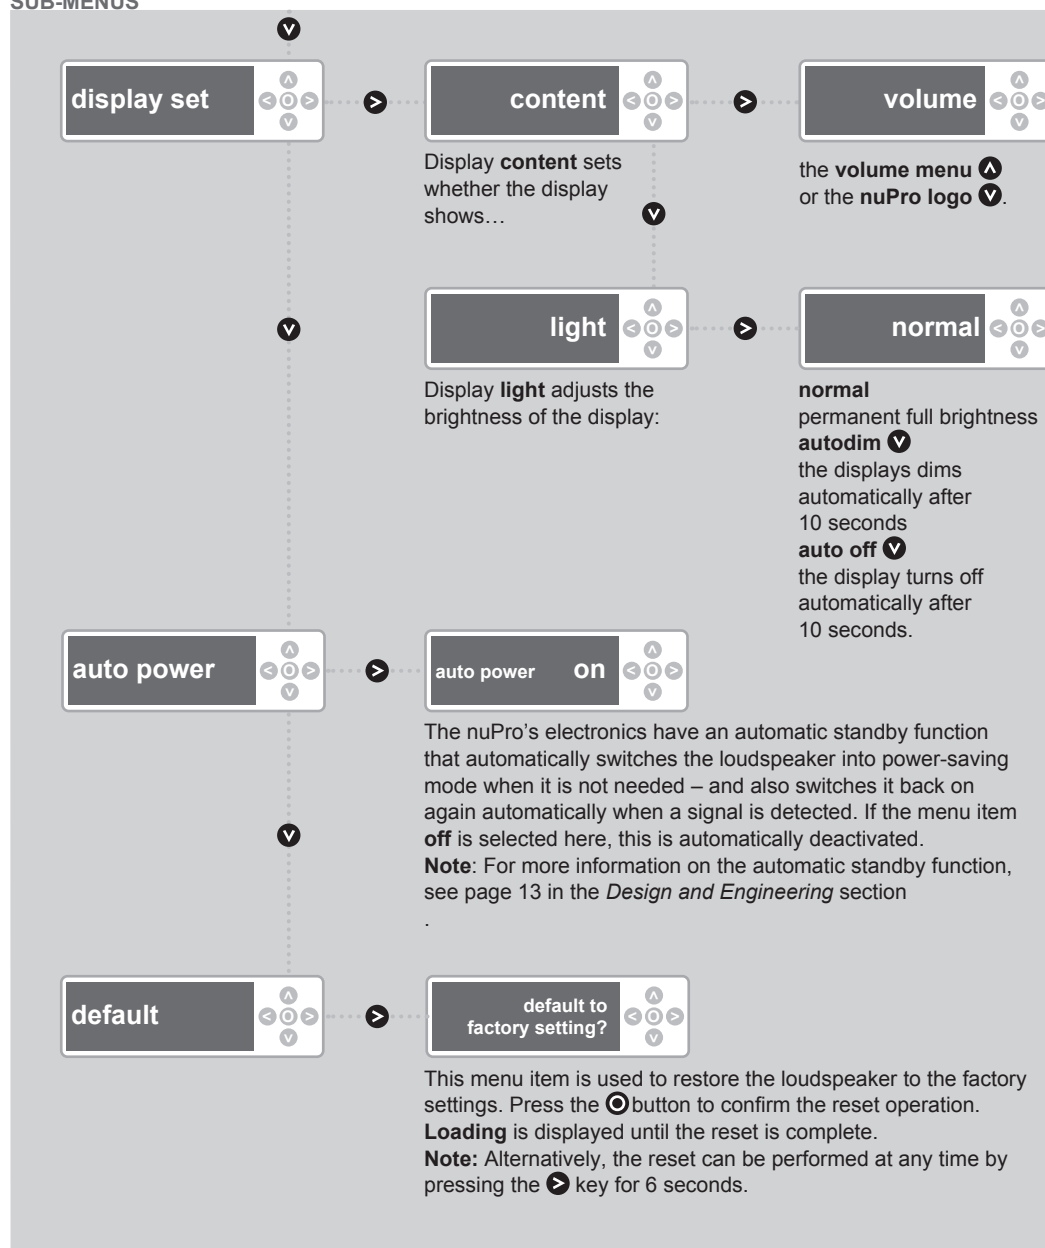 SUB-MENUS
display set
content
volume
Display content sets
whether the display
shows…
the volume menu
or the nuPro logo .
light
normal
Display light adjusts the
brightness of the display:
normal
permanent full brightness
autodim
the displays dims
automatically after
10 seconds
auto off
the display turns off
automatically after
10 seconds.
auto power
auto power on
The nuPro’s electronics have an automatic standby function
that automatically switches the loudspeaker into power-saving
mode when it is not needed – and also switches it back on
again automatically when a signal is detected. If the menu item
off is selected here, this is automatically deactivated.
Note: For more information on the automatic standby function,
see page 13 in the Design and Engineering section
.
default
default to
factory setting?
This menu item is used to restore the loudspeaker to the factory
settings. Press the button to confirm the reset operation.
Loading is displayed until the reset is complete.
Note: Alternatively, the reset can be performed at any time by
pressing the key for 6 seconds.